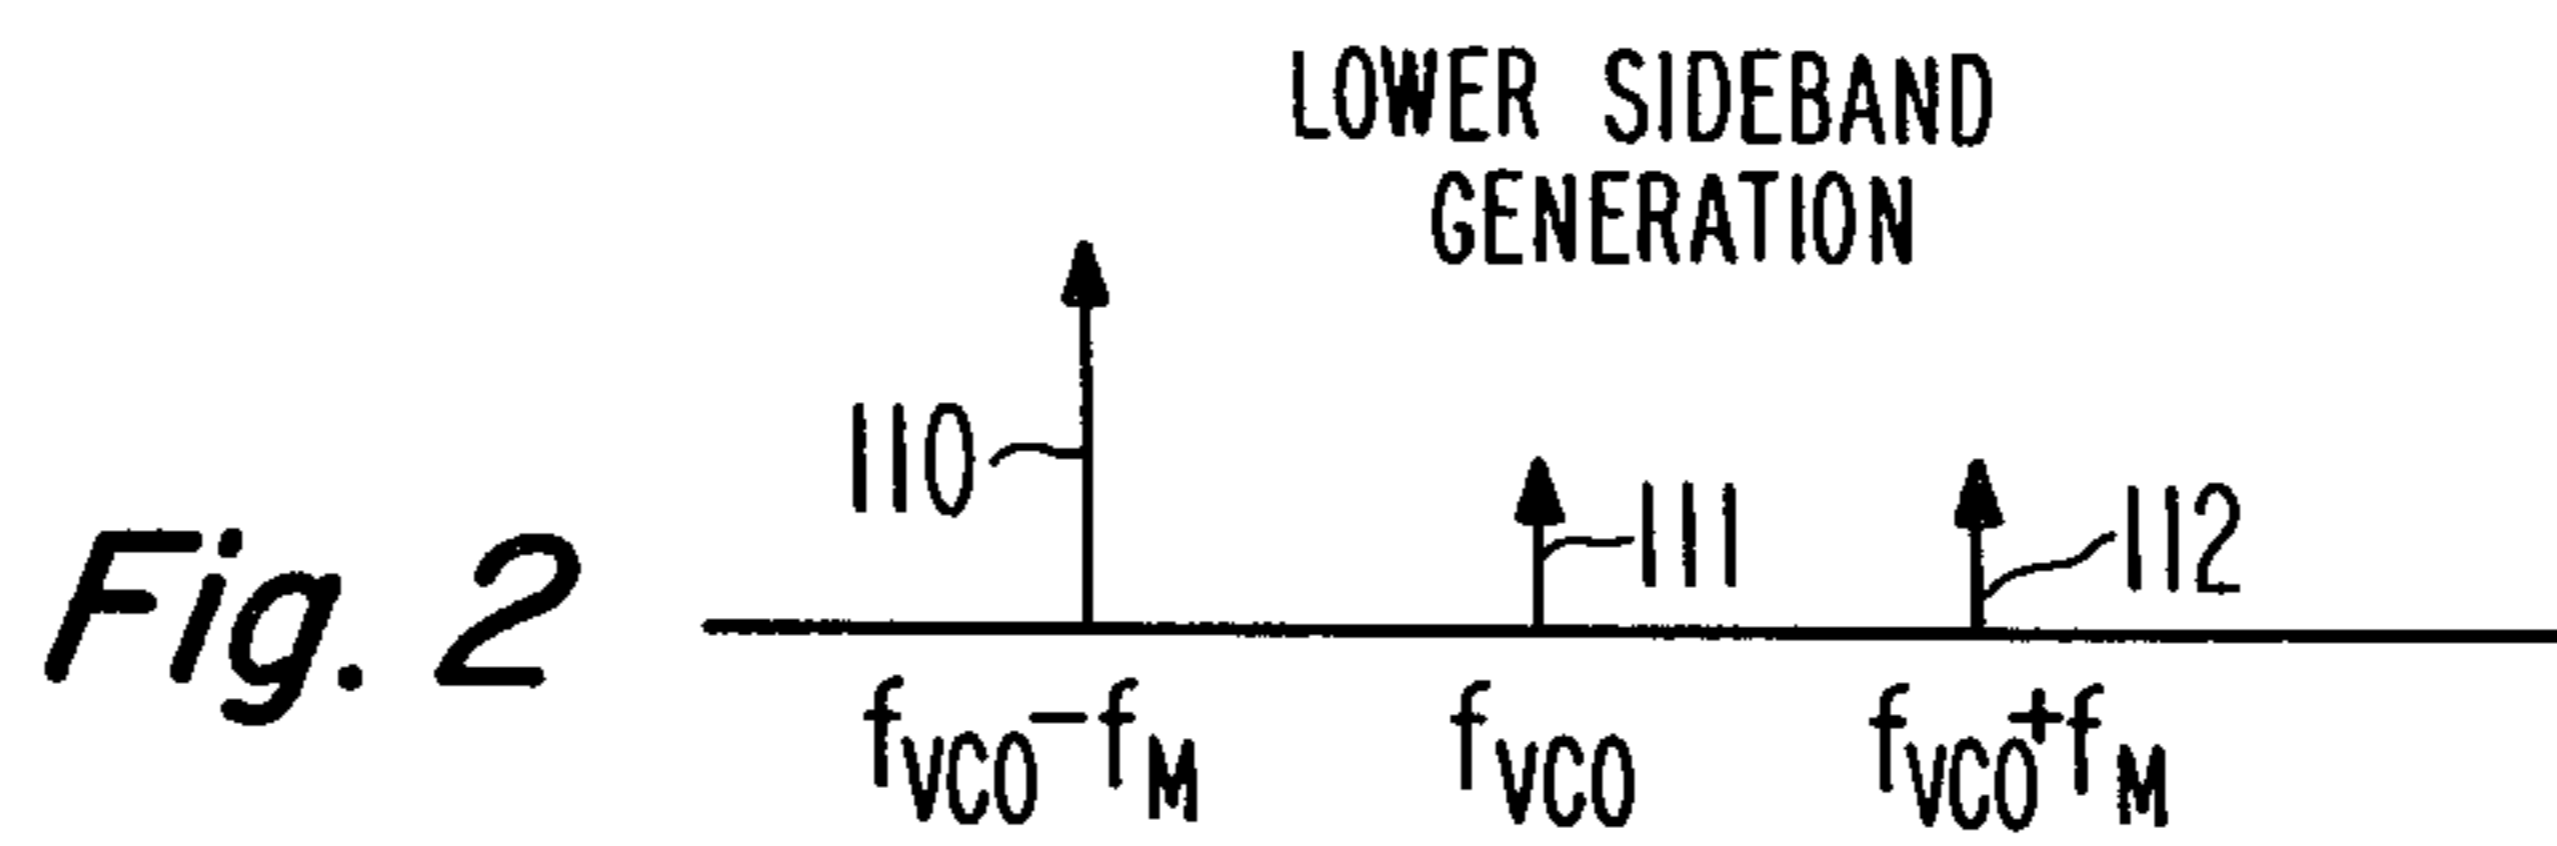 LOWER SIDEBAND
GENERATION
110
111
112
Fig. 2
fVCO-fM
fVCO
fVCO+fM